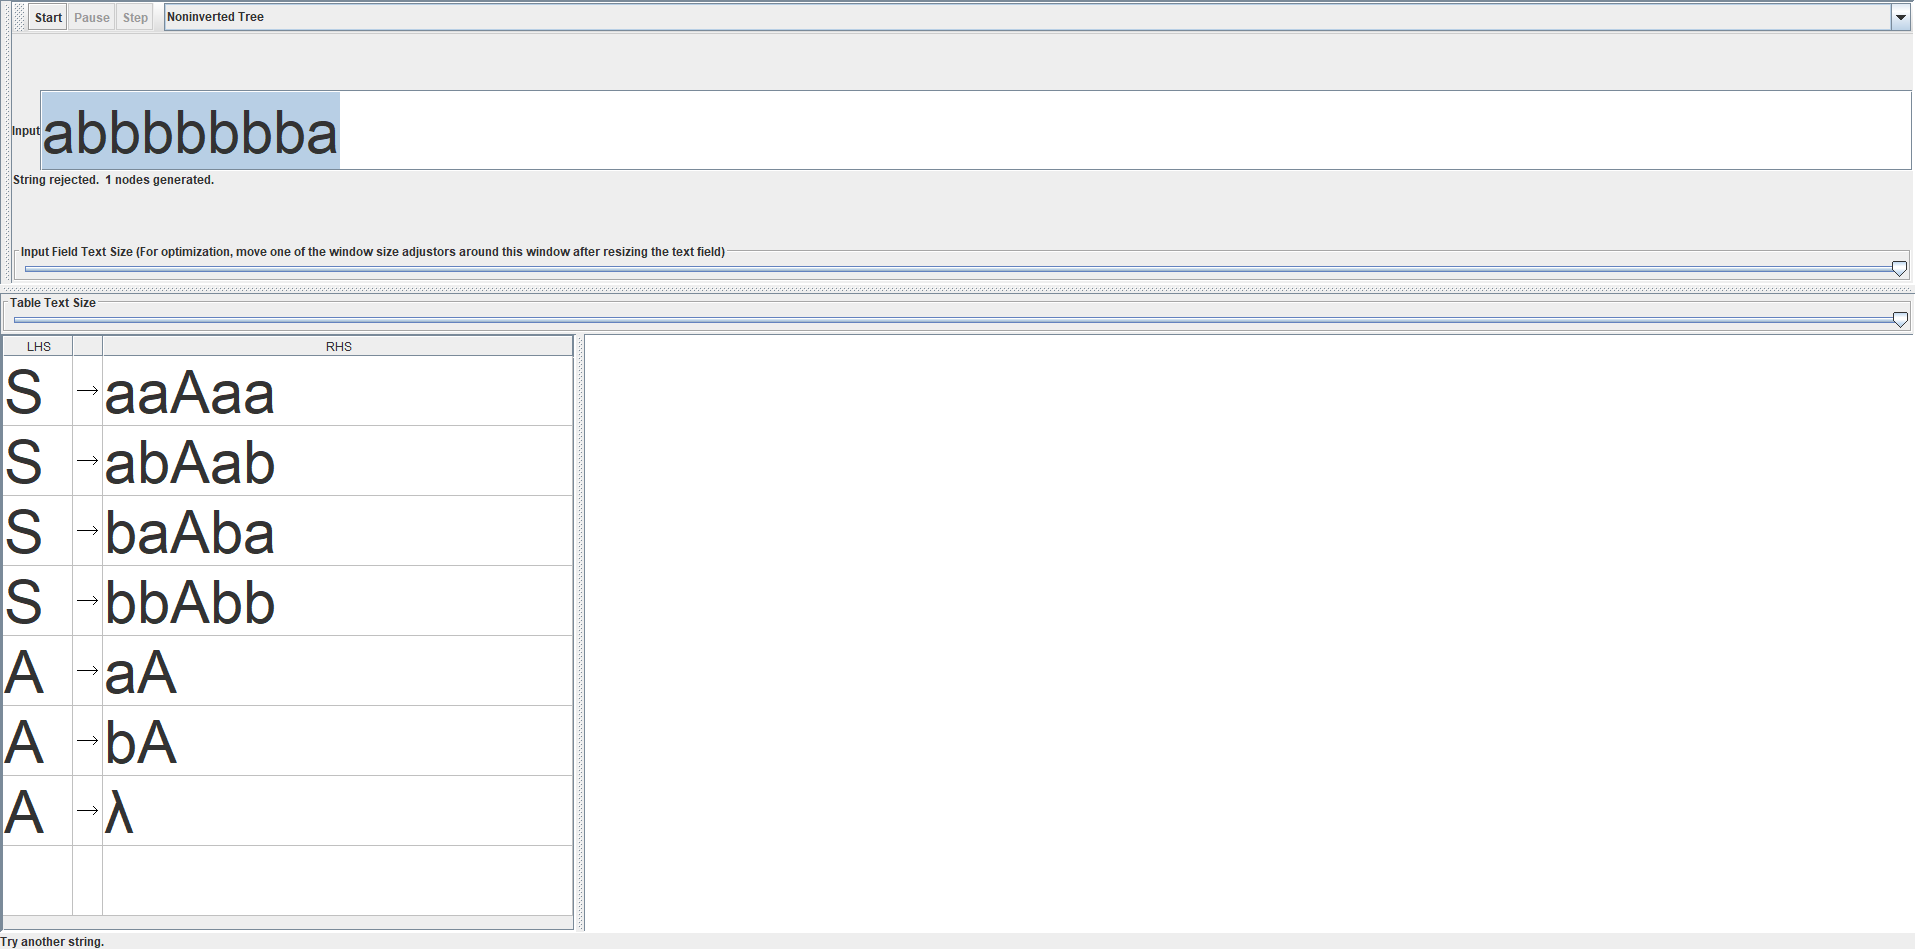 Start Pause Step Noninverted Tree
Input abbbbbbba
String rejected.  1 nodes generated.
Input Field Text Size (For optimization, move one of the window size adjustors around this window after resizing the text field)
Table Text Size
LHS RHS
S → aaAaa
S → abAab
S → baAba
S → bbAbb
A → aA
A → bA
A → λ
Try another string.